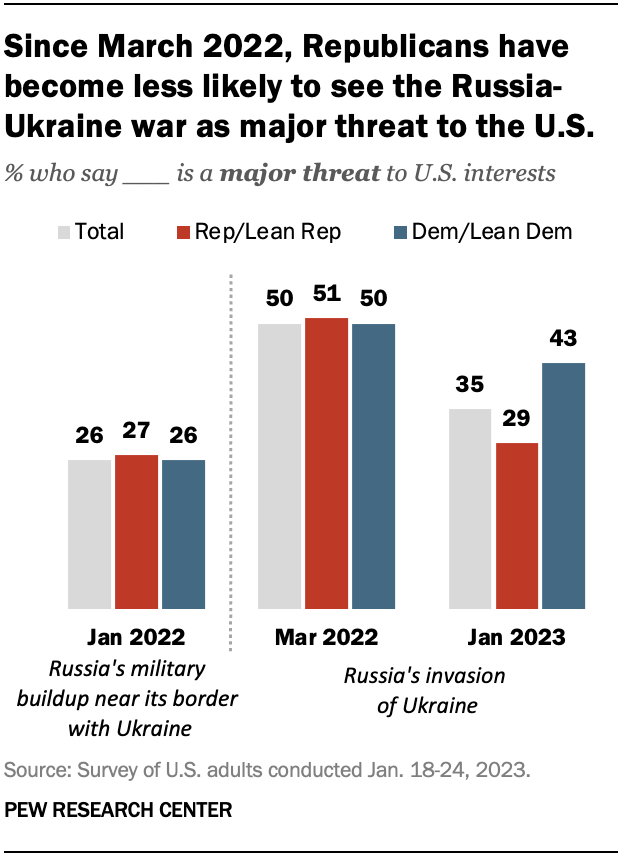 Since March 2022, Republicans have
become less likely to see the Russia-
Ukraine war as major threat to the U.S.
% who say ___ is a major threat to U.S. interests
Total Rep/Lean Rep Dem/Lean Dem
26 27 26
50 51 50
35 29 43
Jan 2022 Mar 2022 Jan 2023
Russia's military
buildup near its border
with Ukraine
Russia's invasion
of Ukraine
Source: Survey of U.S. adults conducted Jan. 18-24, 2023.
PEW RESEARCH CENTER